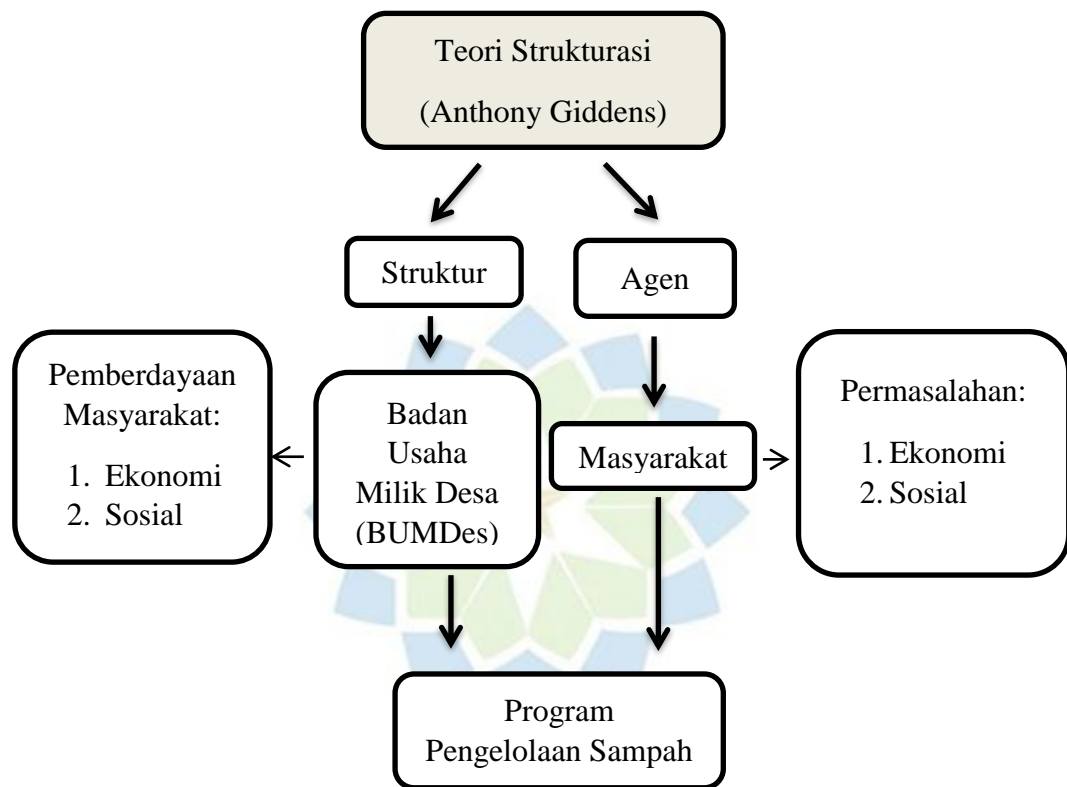 Teori Strukturasi
(Anthony Giddens)
Struktur
Agen
Pemberdayaan
Masyarakat:
1. Ekonomi
2. Sosial
Badan
Usaha
Milik Desa
(BUMDes)
Masyarakat
Permasalahan:
1. Ekonomi
2. Sosial
Program
Pengelolaan Sampah